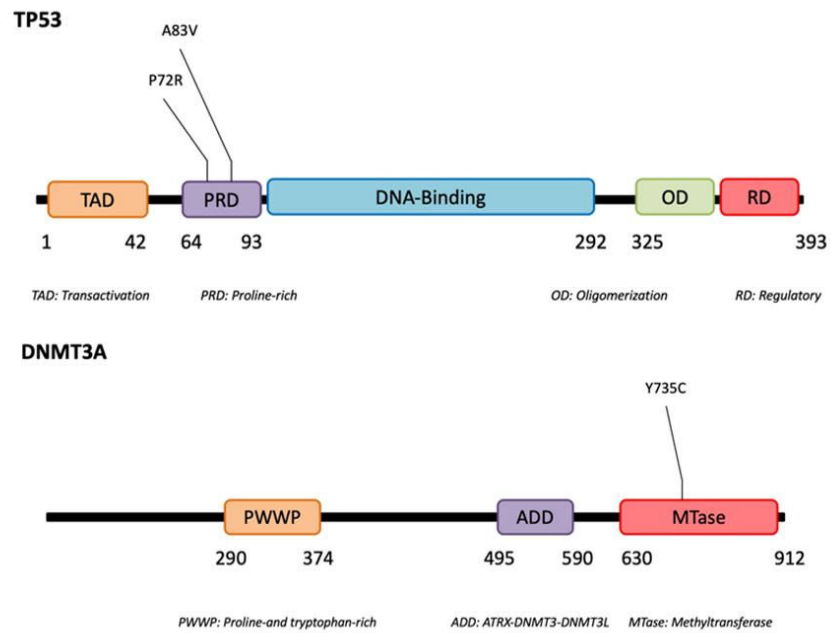 TP53
A83V
P72R
TAD PRD DNA-Binding OD RD
1 42 64 93 292 325 393
TAD: Transactivation PRD: Proline-rich OD: Oligomerization RD: Regulatory
DNMT3A
Y735C
PWWP ADD MTase
290 374 495 590 630 912
PWWP: Proline-and tryptophan-rich ADD: ATRX-DNMT3-DNMT3L MTase: Methyltransferase